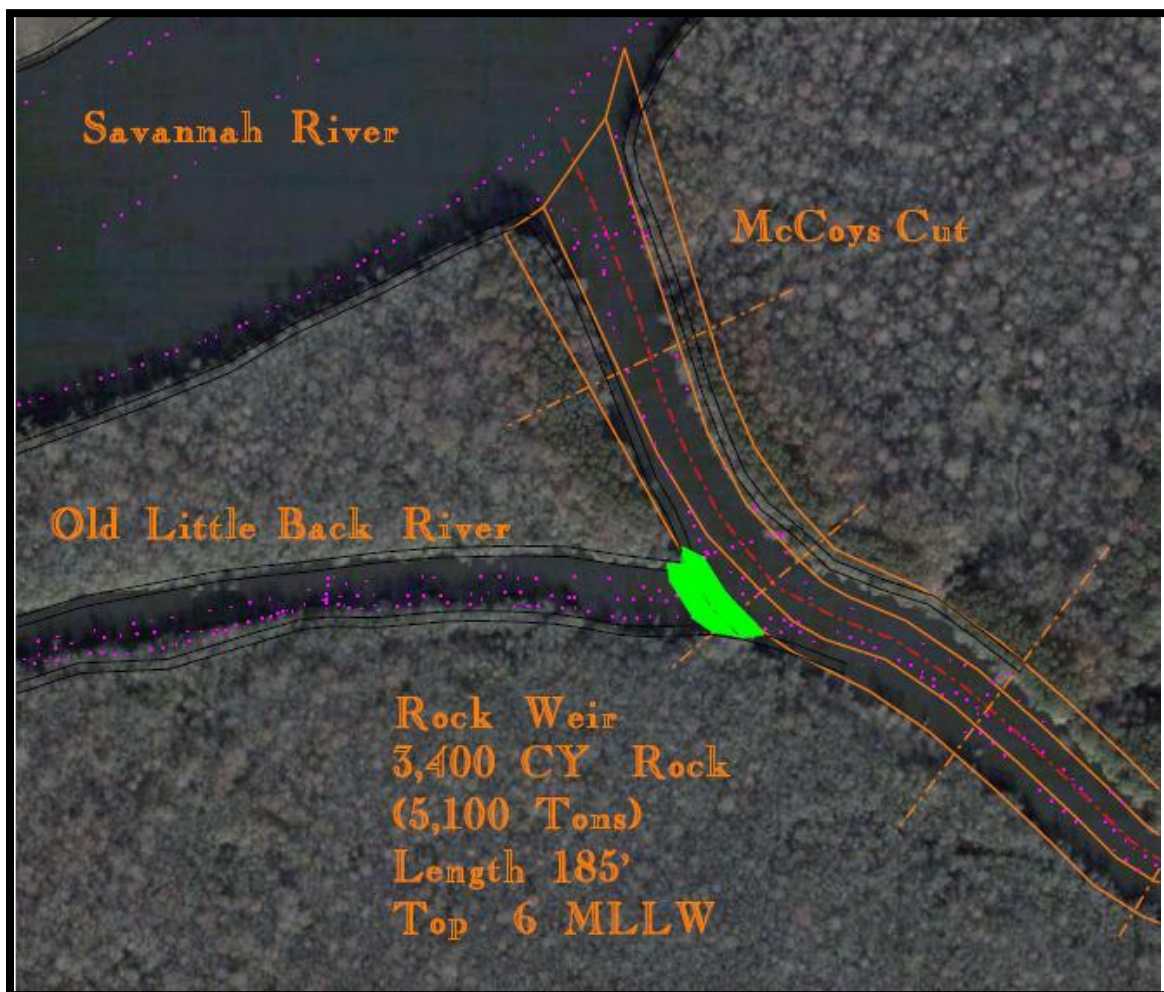 Savannah River
McCoys Cut
Old Little Back River
Rock Weir
3,400 CY Rock
(5,100 Tons)
Length 185'
Top 6 MLLW